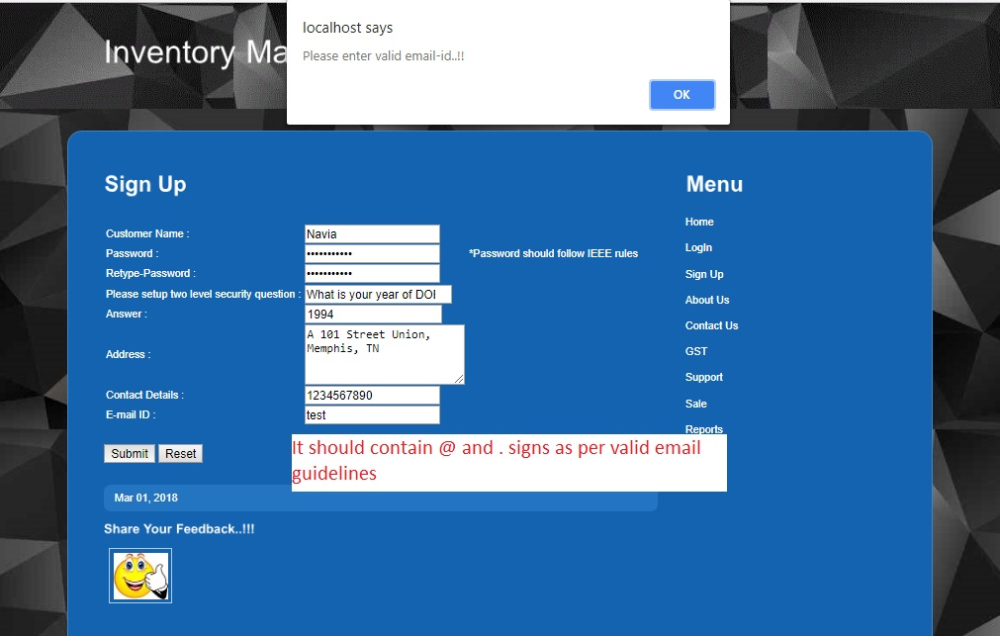 localhost says
Please enter valid email-id..!!
OK
Inventory Ma
Sign Up
Customer Name : Navia
Password : •••••••••••
*Password should follow IEEE rules
Retype-Password : •••••••••••
Please setup two level security question : What is your year of DOI
Answer : 1994
Address : A 101 Street Union,
Memphis, TN
Contact Details : 1234567890
E-mail ID : test
It should contain @ and . signs as per valid email
guidelines
Submit Reset
Mar 01, 2018
Share Your Feedback..!!!
Menu
Home
LogIn
Sign Up
About Us
Contact Us
GST
Support
Sale
Reports